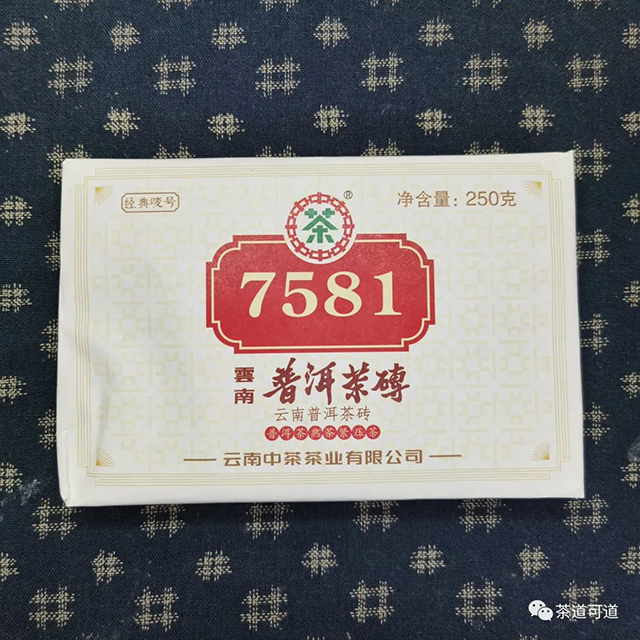 经典唛号
茶
®
净含量：250克
7581
雲南
普洱茶磚
云南普洱茶砖
普洱茶熟茶紧压茶
云南中茶茶业有限公司
茶道可道